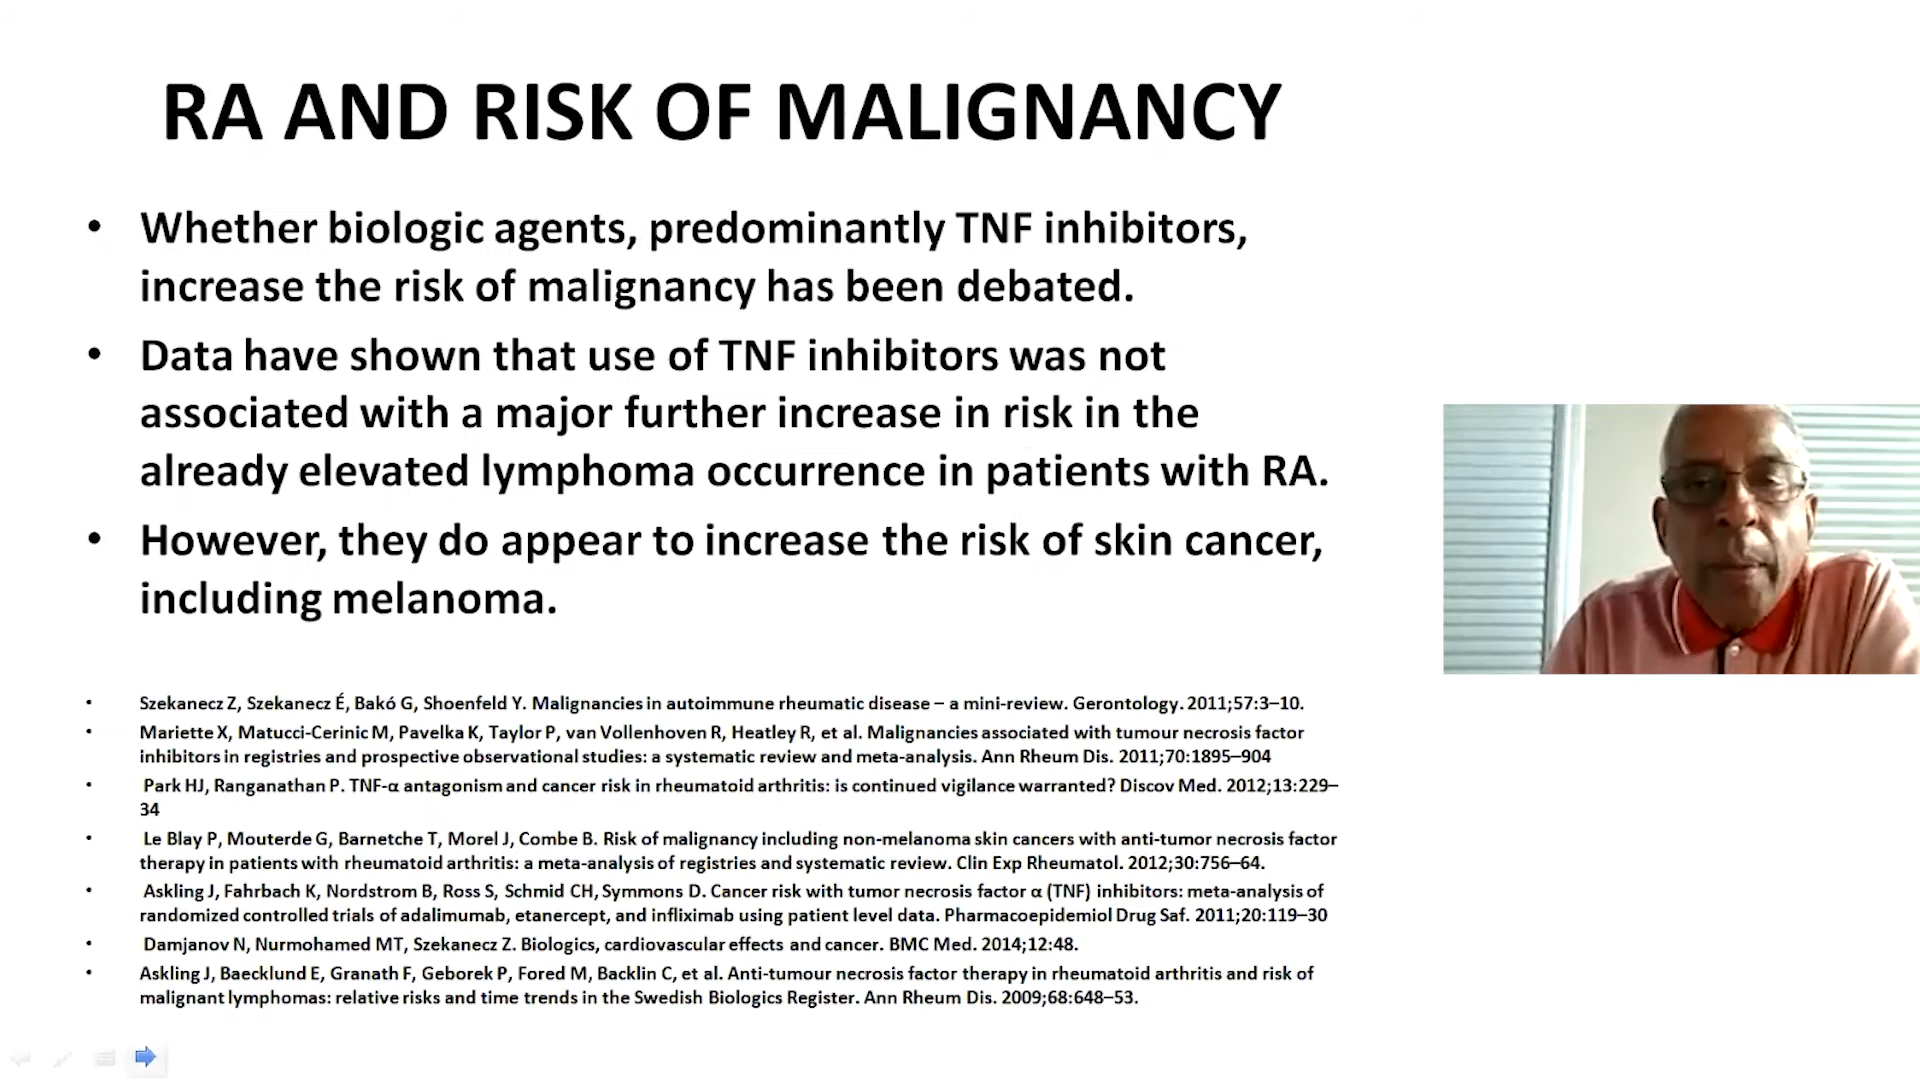 RA AND RISK OF MALIGNANCY
• Whether biologic agents, predominantly TNF inhibitors,
increase the risk of malignancy has been debated.
• Data have shown that use of TNF inhibitors was not
associated with a major further increase in risk in the
already elevated lymphoma occurrence in patients with RA.
• However, they do appear to increase the risk of skin cancer,
including melanoma.
• Szekanecz Z, Szekanecz É, Bakó G, Shoenfeld Y. Malignancies in autoimmune rheumatic disease – a mini-review. Gerontology. 2011;57:3–10.
• Mariette X, Matucci-Cerinic M, Pavelka K, Taylor P, van Vollenhoven R, Heatley R, et al. Malignancies associated with tumour necrosis factor
inhibitors in registries and prospective observational studies: a systematic review and meta-analysis. Ann Rheum Dis. 2011;70:1895–904
• Park HJ, Ranganathan P. TNF-α antagonism and cancer risk in rheumatoid arthritis: is continued vigilance warranted? Discov Med. 2012;13:229–
34
• Le Blay P, Mouterde G, Barnetche T, Morel J, Combe B. Risk of malignancy including non-melanoma skin cancers with anti-tumor necrosis factor
therapy in patients with rheumatoid arthritis: a meta-analysis of registries and systematic review. Clin Exp Rheumatol. 2012;30:756–64.
• Askling J, Fahrbach K, Nordstrom B, Ross S, Schmid CH, Symmons D. Cancer risk with tumor necrosis factor α (TNF) inhibitors: meta-analysis of
randomized controlled trials of adalimumab, etanercept, and infliximab using patient level data. Pharmacoepidemiol Drug Saf. 2011;20:119–30
• Damjanov N, Nurmohamed MT, Szekanecz Z. Biologics, cardiovascular effects and cancer. BMC Med. 2014;12:48.
• Askling J, Baecklund E, Granath F, Geborek P, Fored M, Backlin C, et al. Anti-tumour necrosis factor therapy in rheumatoid arthritis and risk of
malignant lymphomas: relative risks and time trends in the Swedish Biologics Register. Ann Rheum Dis. 2009;68:648–53.